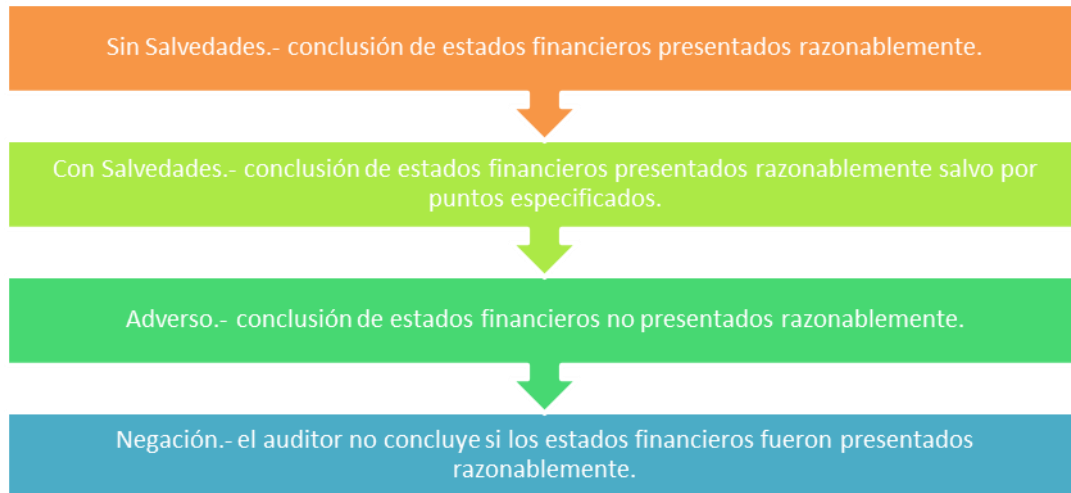 Sin Salvedades.- conclusión de estados financieros presentados razonablemente.
Con Salvedades.- conclusión de estados financieros presentados razonablemente salvo por
puntos especificados.
Adverso.- conclusión de estados financieros no presentados razonablemente.
Negación.- el auditor no concluye si los estados financieros fueron presentados
razonablemente.